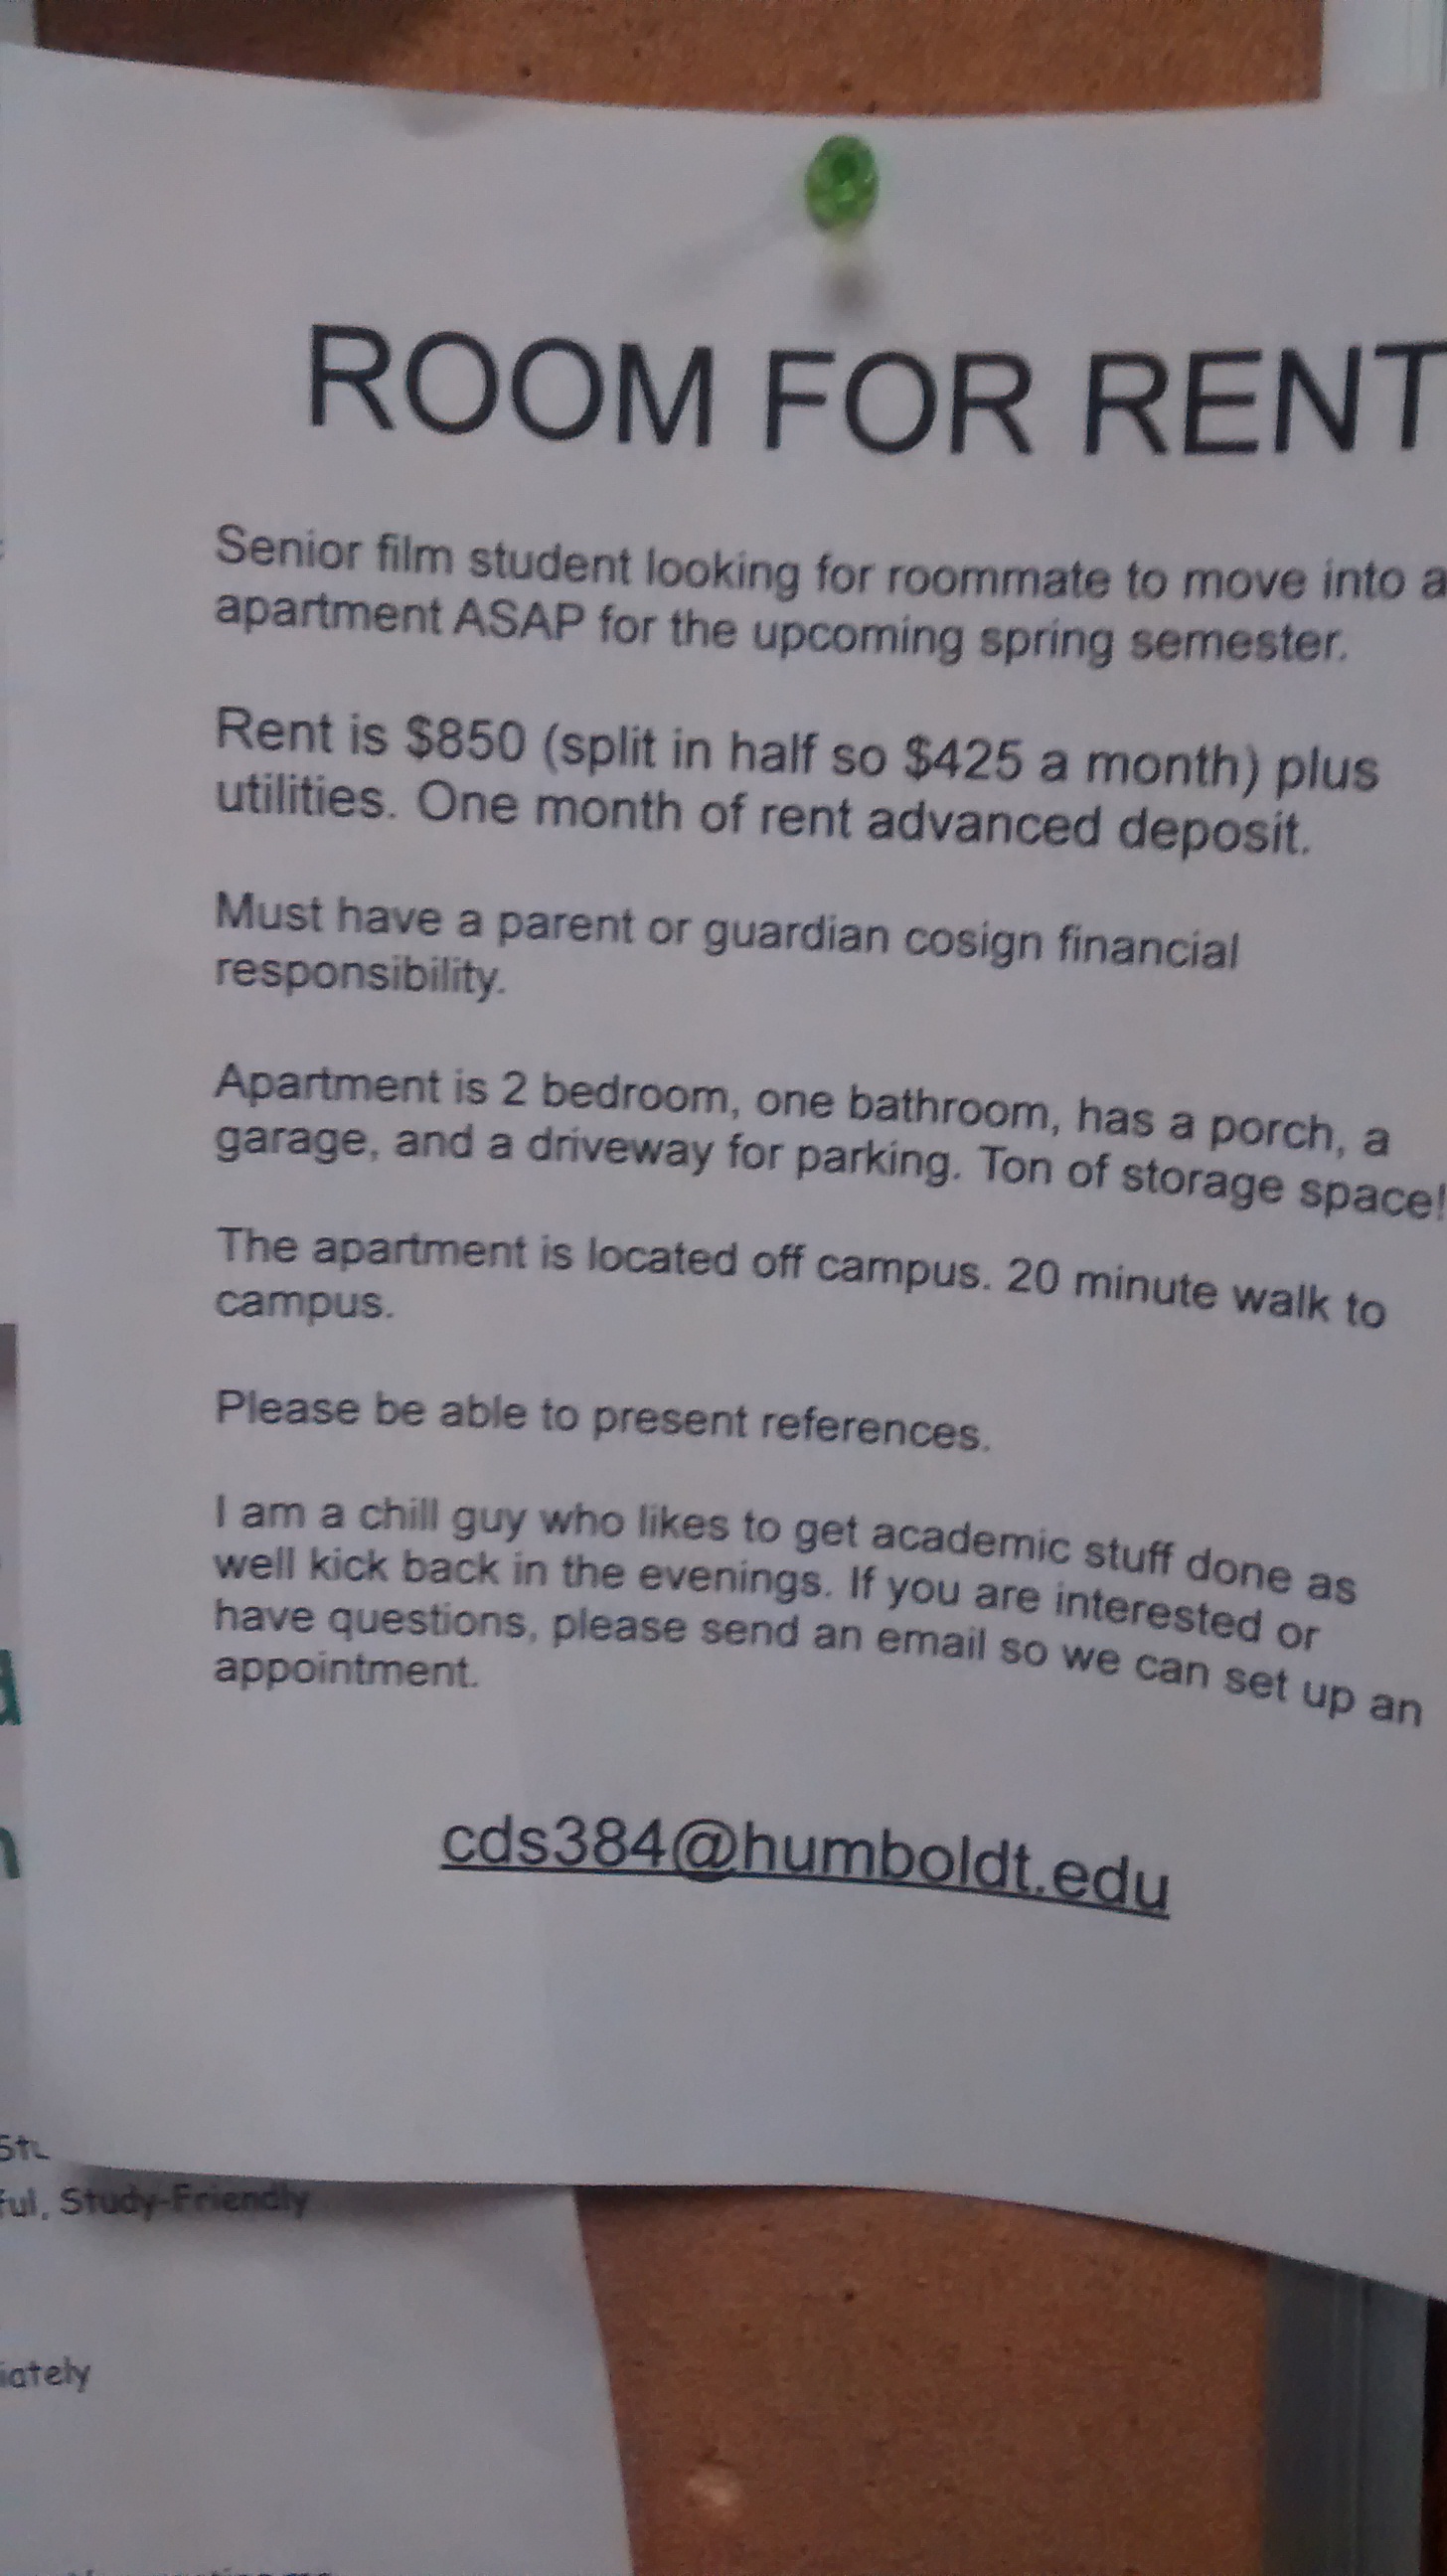 ROOM FOR RENT
Senior film student looking for roommate to move into a
apartment ASAP for the upcoming spring semester.
Rent is $850 (split in half so $425 a month) plus
utilities. One month of rent advanced deposit.
Must have a parent or guardian cosign financial
responsibility.
Apartment is 2 bedroom, one bathroom, has a porch, a
garage, and a driveway for parking. Ton of storage space!
The apartment is located off campus. 20 minute walk to
campus.
Please be able to present references.
I am a chill guy who likes to get academic stuff done as
well kick back in the evenings. If you are interested or
have questions, please send an email so we can set up an
appointment.
cds384@humboldt.edu
ful, Study-Friendly
iately